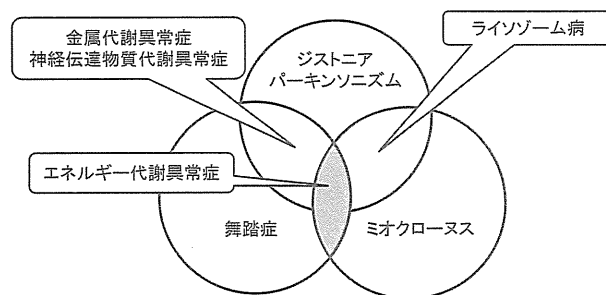 金属代謝異常症
神経伝達物質代謝異常症
ライソゾーム病
ジストニア
パーキンソニズム
エネルギー代謝異常症
舞踏症
ミオクローヌス